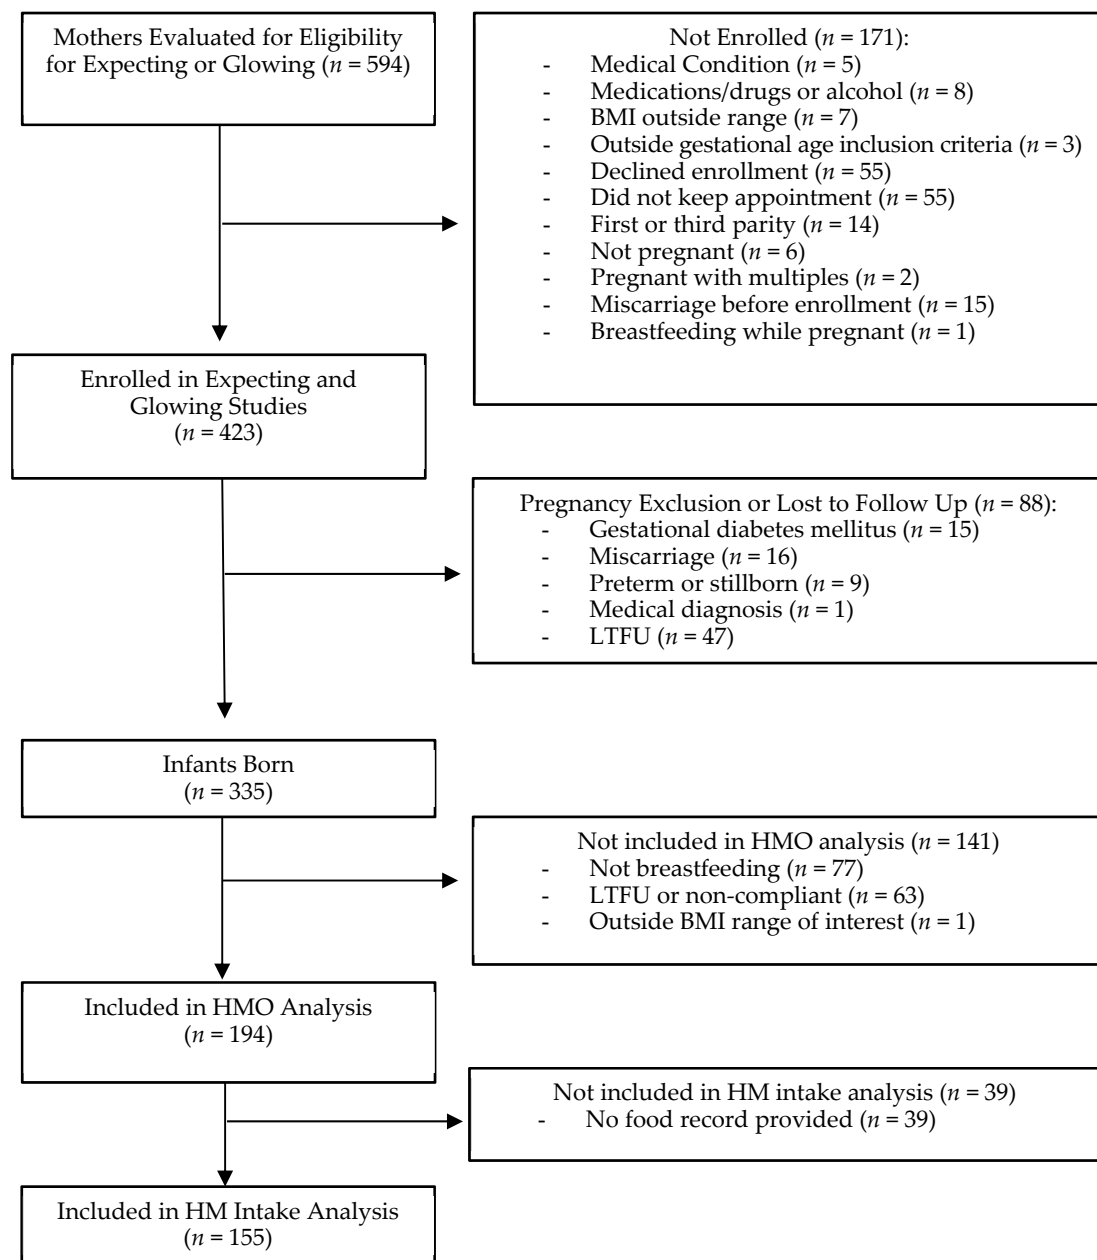 Mothers Evaluated for Eligibility
for Expecting or Glowing (n = 594)
Not Enrolled (n = 171):
- Medical Condition (n = 5)
- Medications/drugs or alcohol (n = 8)
- BMI outside range (n = 7)
- Outside gestational age inclusion criteria (n = 3)
- Declined enrollment (n = 55)
- Did not keep appointment (n = 55)
- First or third parity (n = 14)
- Not pregnant (n = 6)
- Pregnant with multiples (n = 2)
- Miscarriage before enrollment (n = 15)
- Breastfeeding while pregnant (n = 1)
Enrolled in Expecting and
Glowing Studies
(n = 423)
Pregnancy Exclusion or Lost to Follow Up (n = 88):
- Gestational diabetes mellitus (n = 15)
- Miscarriage (n = 16)
- Preterm or stillborn (n = 9)
- Medical diagnosis (n = 1)
- LTFU (n = 47)
Infants Born
(n = 335)
Not included in HMO analysis (n = 141)
- Not breastfeeding (n = 77)
- LTFU or non-compliant (n = 63)
- Outside BMI range of interest (n = 1)
Included in HMO Analysis
(n = 194)
Not included in HM intake analysis (n = 39)
- No food record provided (n = 39)
Included in HM Intake Analysis
(n = 155)